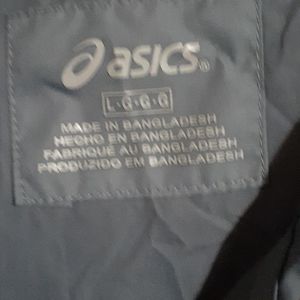 asics®
L·G·G·G
MADE IN BANGLADESH
HECHO EN BANGLADESH
FABRIQUE AU BANGLADESH
PRODUZIDO EM BANGLADESH